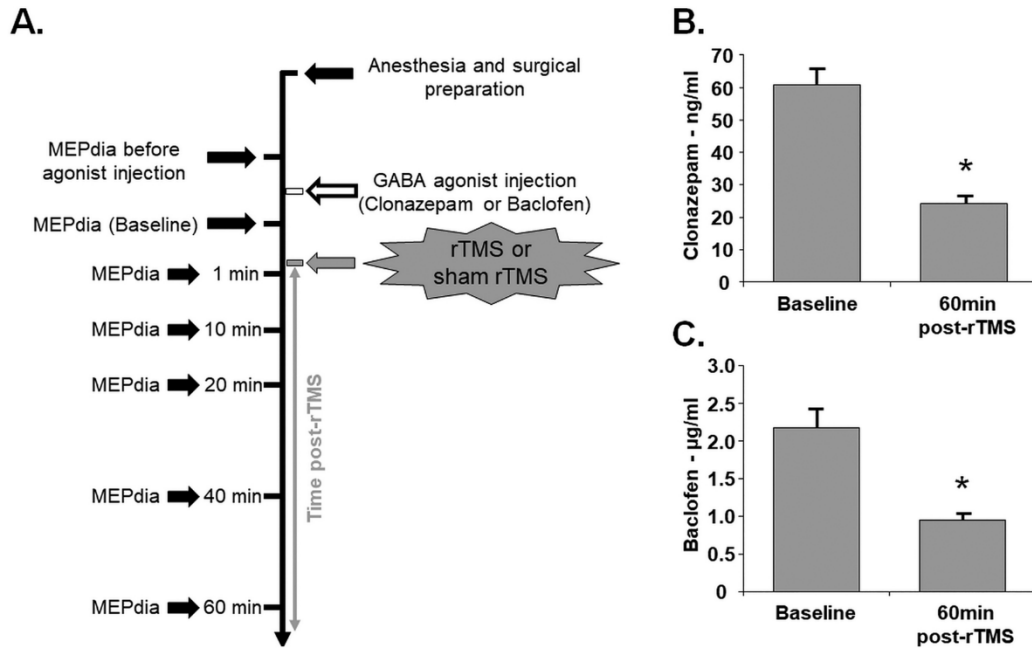 A.
Anesthesia and surgical
preparation
MEPdia before
agonist injection
GABA agonist injection
(Clonazepam or Baclofen)
MEPdia (Baseline)
rTMS or
sham rTMS
MEPdia 1 min
MEPdia 10 min
MEPdia 20 min
MEPdia 40 min
MEPdia 60 min
Time post-rTMS
B.
Clonazepam - ng/ml
70
60
50
40
30
20
10
0
*
Baseline
60min
post-rTMS
C.
Baclofen - µg/ml
3.0
2.5
2.0
1.5
1.0
0.5
0
*
Baseline
60min
post-rTMS